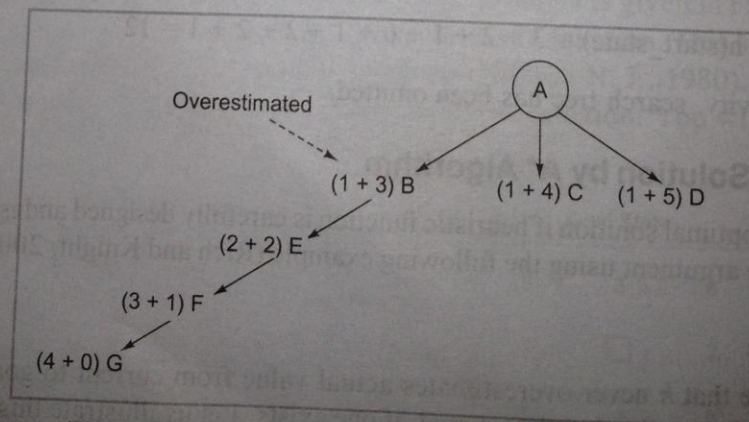 A
Overestimated
(1 + 3) B
(1 + 4) C
(1 + 5) D
(2 + 2) E
(3 + 1) F
(4 + 0) G